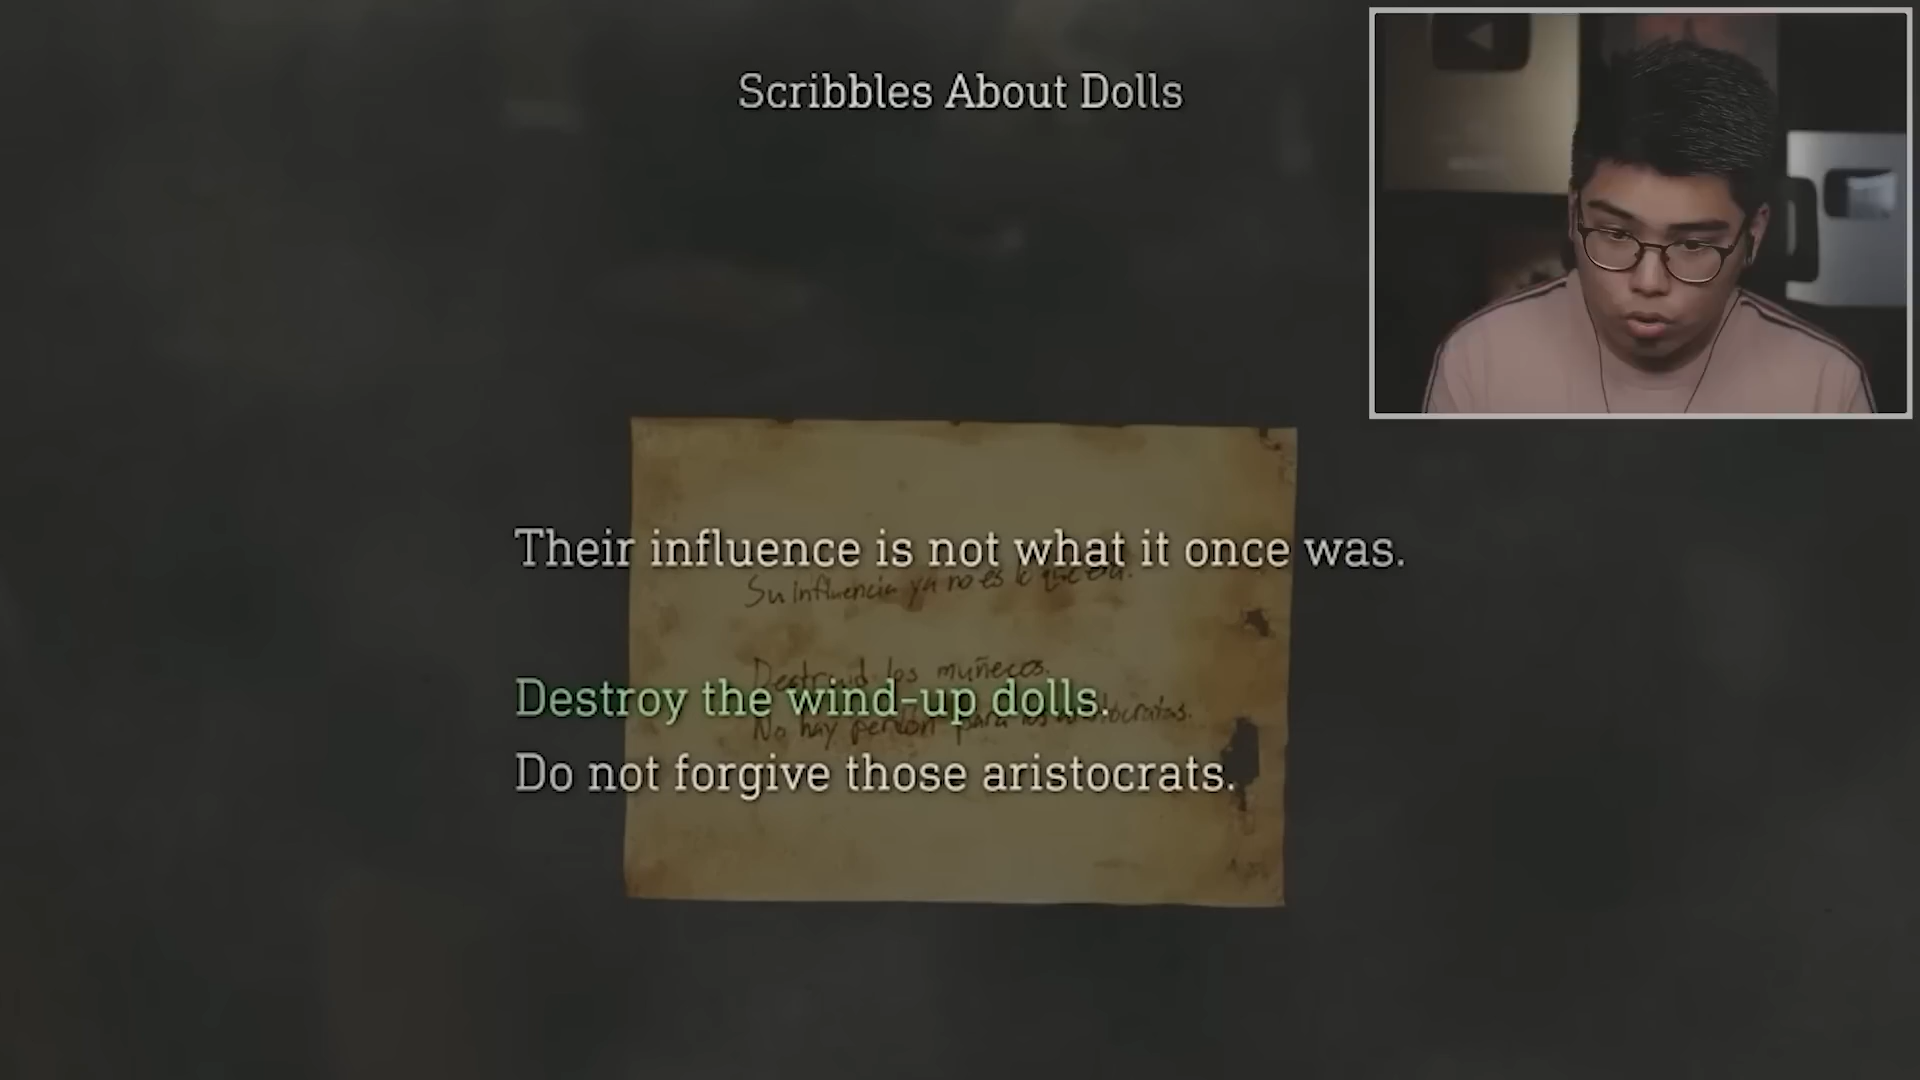 Scribbles About Dolls
Their influence is not what it once was.
Su influencia ya no es lo que era.
Destruid los muñecos.
Destroy the wind-up dolls.
No hay perdón para los aristócratas.
Do not forgive those aristocrats.